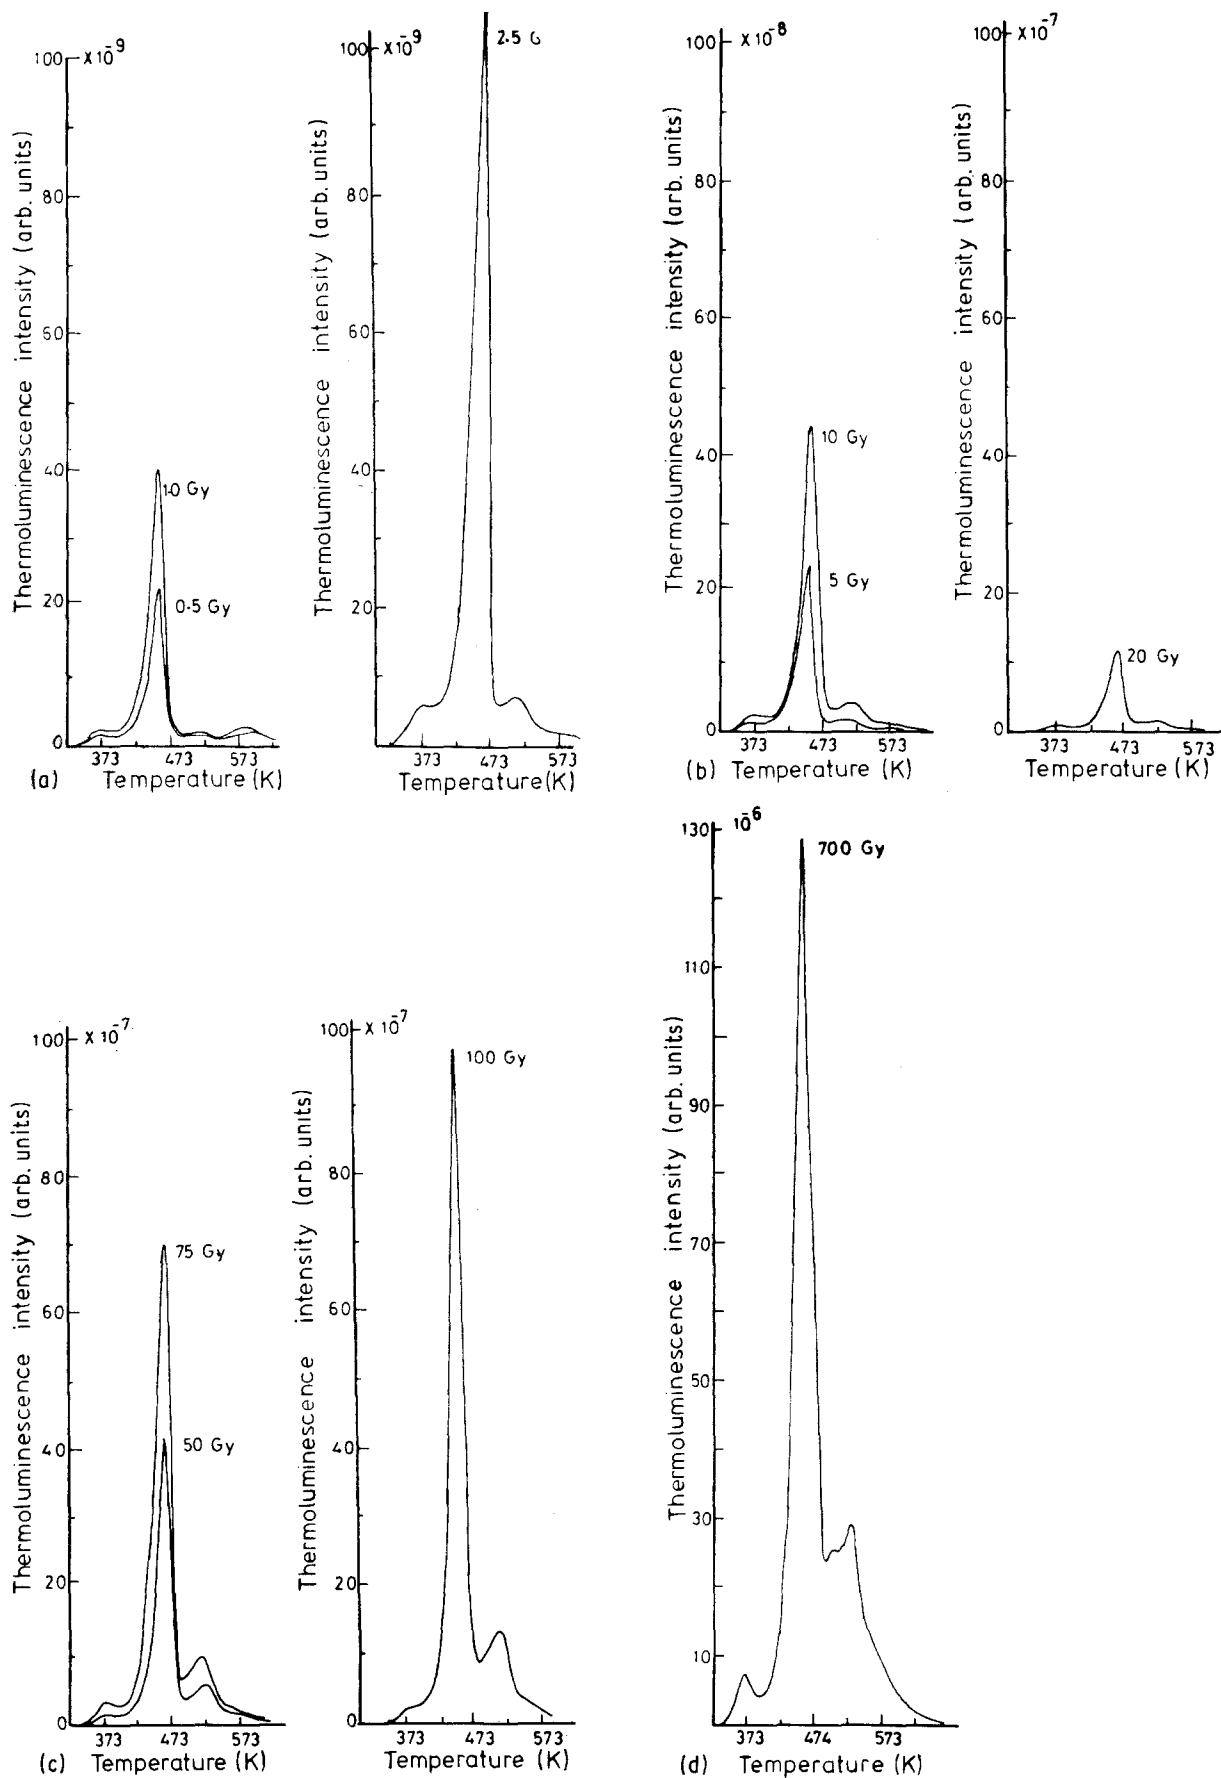 100 X 10⁻⁹
80
60
40
20
0
Thermoluminescence intensity (arb. units)
1.0 Gy
0.5 Gy
373 473 573
(a) Temperature (K)
100 X10⁻⁹
80
60
40
20
Thermoluminescence intensity (arb. units)
2.5 G
373 473 573
Temperature(K)
100 X10⁻⁸
80
60
40
20
0
Thermoluminescence intensity (arb. units)
10 Gy
5 Gy
373 473 573
(b) Temperature (K)
100 X 10⁻⁷
80
60
40
20
0
Thermoluminescence intensity (arb. units)
20 Gy
373 473 573
Temperature (K)
100 X 10⁻⁷
80
60
40
20
0
Thermoluminescence intensity (arb. units)
75 Gy
50 Gy
373 473 573
(c) Temperature (K)
100 X 10⁻⁷
80
60
40
20
0
Thermoluminescence intensity (arb. units)
100 Gy
373 473 573
Temperature (K)
130 10⁻⁶
110
90
70
50
30
10
Thermoluminescence intensity (arb. units)
700 Gy
373 474 573
(d) Temperature (K)